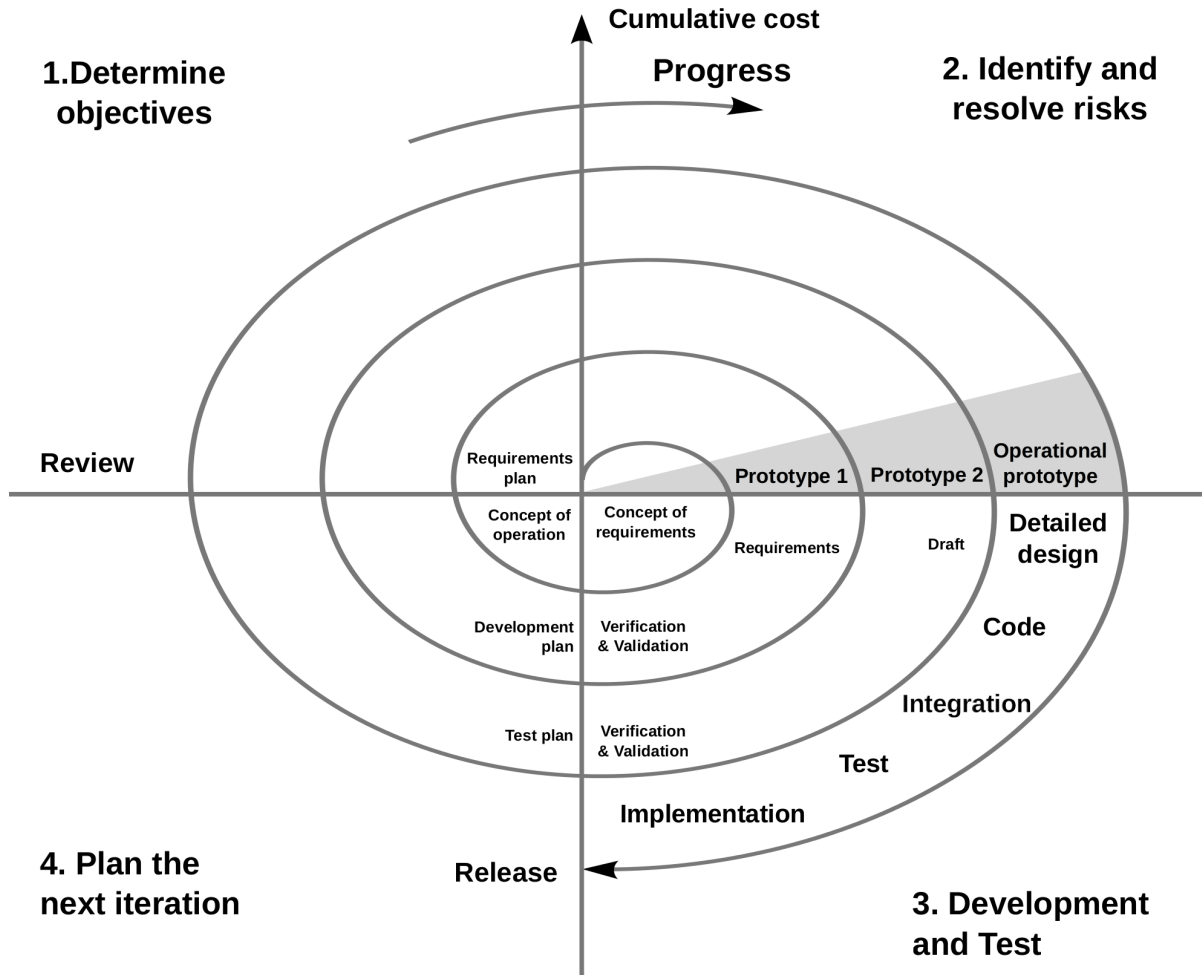 Cumulative cost
Progress
1.Determine
objectives
2. Identify and
resolve risks
Review
Requirements
plan
Prototype 1
Prototype 2
Operational
prototype
Concept of
operation
Concept of
requirements
Requirements
Draft
Detailed
design
Development
plan
Verification
& Validation
Code
Integration
Test plan
Verification
& Validation
Test
Implementation
Release
4. Plan the
next iteration
3. Development
and Test